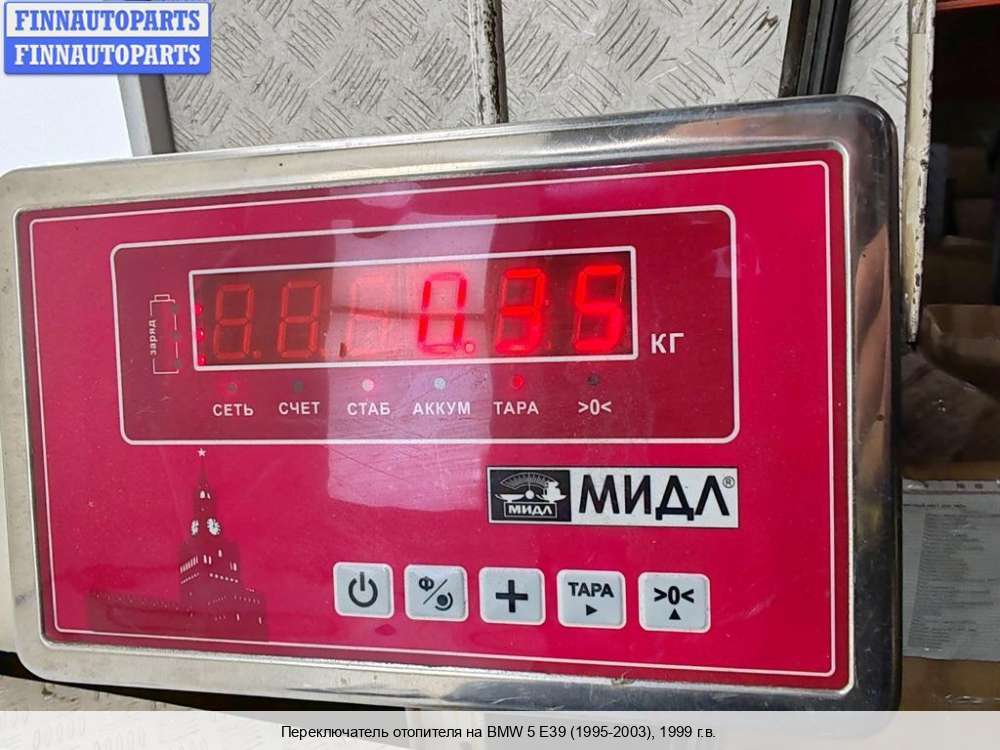 FINNAUTOPARTS
FINNAUTOPARTS
0.35
КГ
заряд
СЕТЬ СЧЕТ СТАБ АККУМ ТАРА >0<
МИДЛ
МИДЛ®
Ф
ТАРА >0<
Переключатель отопителя на BMW 5 E39 (1995-2003), 1999 г.в.